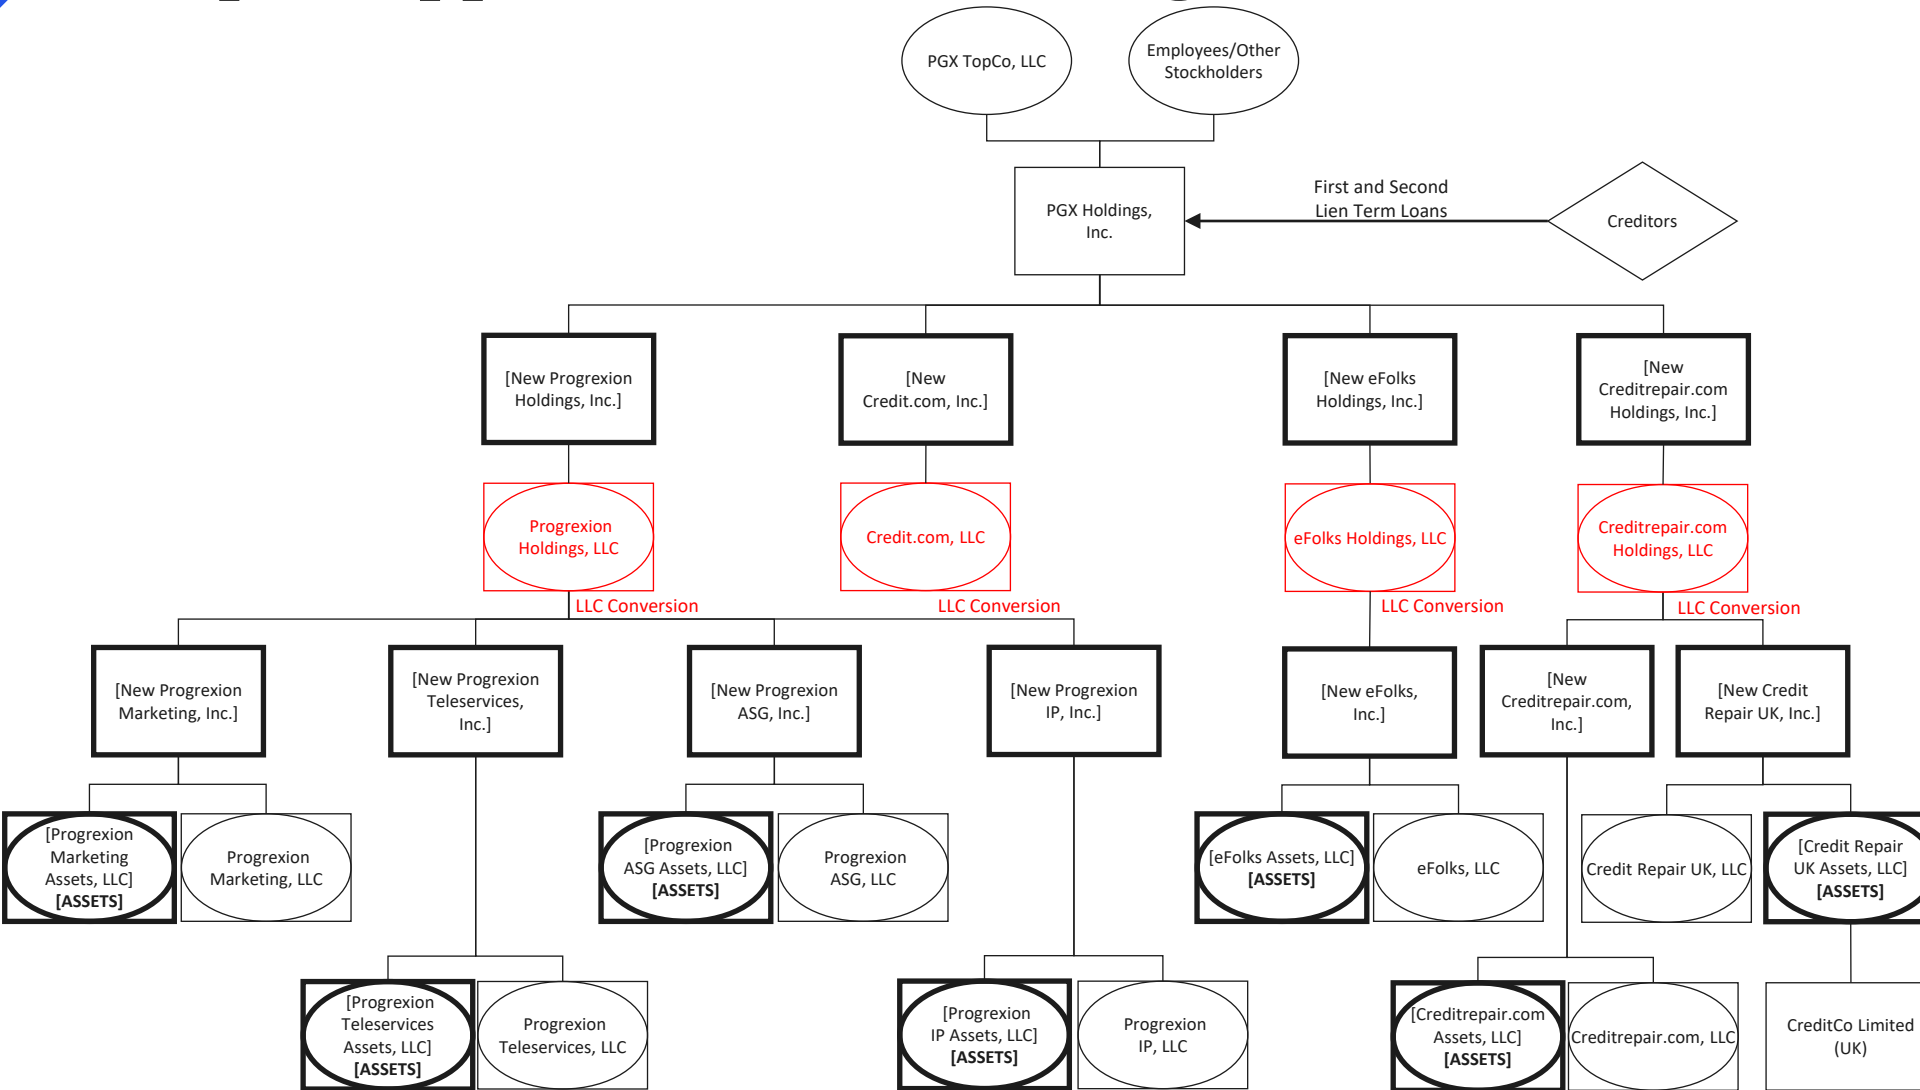 PGX TopCo, LLC
Employees/Other
Stockholders
PGX Holdings,
Inc.
First and Second
Lien Term Loans
Creditors
[New Progrexion
Holdings, Inc.]
[New
Credit.com, Inc.]
[New eFolks
Holdings, Inc.]
[New
Creditrepair.com
Holdings, Inc.]
Progrexion
Holdings, LLC
Credit.com, LLC
eFolks Holdings, LLC
Creditrepair.com
Holdings, LLC
LLC Conversion
LLC Conversion
LLC Conversion
LLC Conversion
[New Progrexion
Marketing, Inc.]
[New Progrexion
Teleservices,
Inc.]
[New Progrexion
ASG, Inc.]
[New Progrexion
IP, Inc.]
[New eFolks,
Inc.]
[New
Creditrepair.com,
Inc.]
[New Credit
Repair UK, Inc.]
[Progrexion
Marketing
Assets, LLC]
[ASSETS]
Progrexion
Marketing, LLC
[Progrexion
ASG Assets, LLC]
[ASSETS]
Progrexion
ASG, LLC
[eFolks Assets, LLC]
[ASSETS]
eFolks, LLC
Credit Repair UK, LLC
[Credit Repair
UK Assets, LLC]
[ASSETS]
[Progrexion
Teleservices
Assets, LLC]
[ASSETS]
Progrexion
Teleservices, LLC
[Progrexion
IP Assets, LLC]
[ASSETS]
Progrexion
IP, LLC
[Creditrepair.com
Assets, LLC]
[ASSETS]
Creditrepair.com, LLC
CreditCo Limited
(UK)